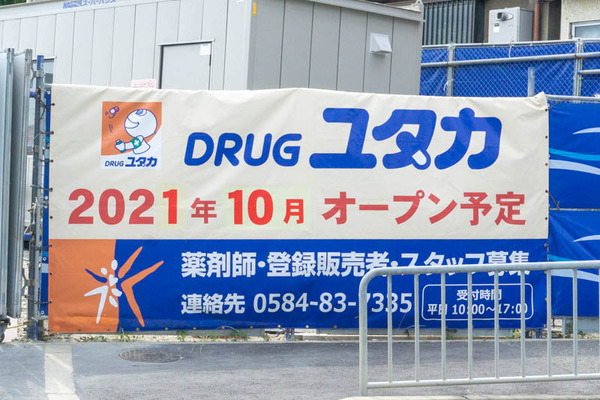 DRUG ユタカ
DRUG ユタカ
2021年10月 オープン予定
薬剤師・登録販売者・スタッフ募集
連絡先 0584-83-7335
受付時間
平日 10:00〜17:00